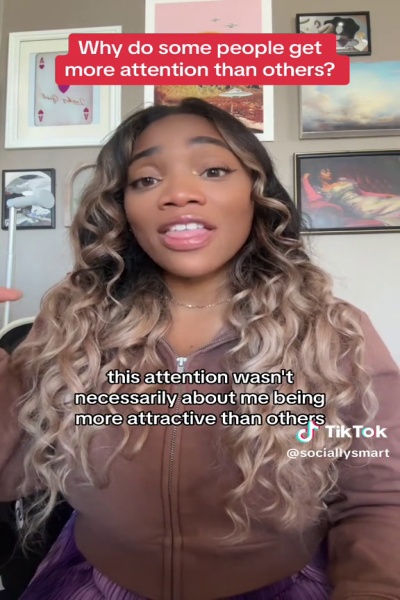 Why do some people get
more attention than others?
this attention wasn't
necessarily about me being
more attractive than others
TikTok
@sociallysmart